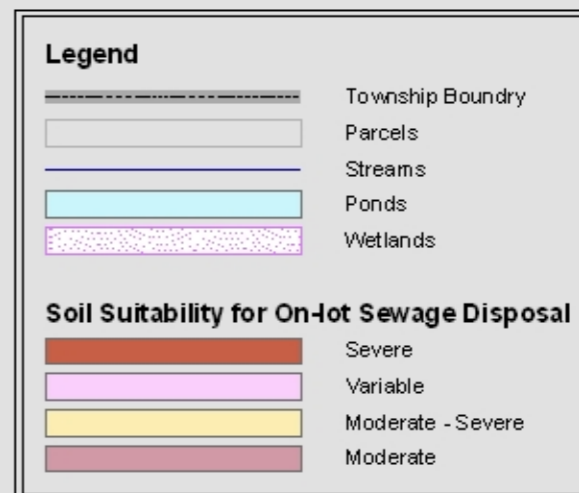 Legend
Township Boundry
Parcels
Streams
Ponds
Wetlands
Soil Suitability for On-lot Sewage Disposal
Severe
Variable
Moderate - Severe
Moderate